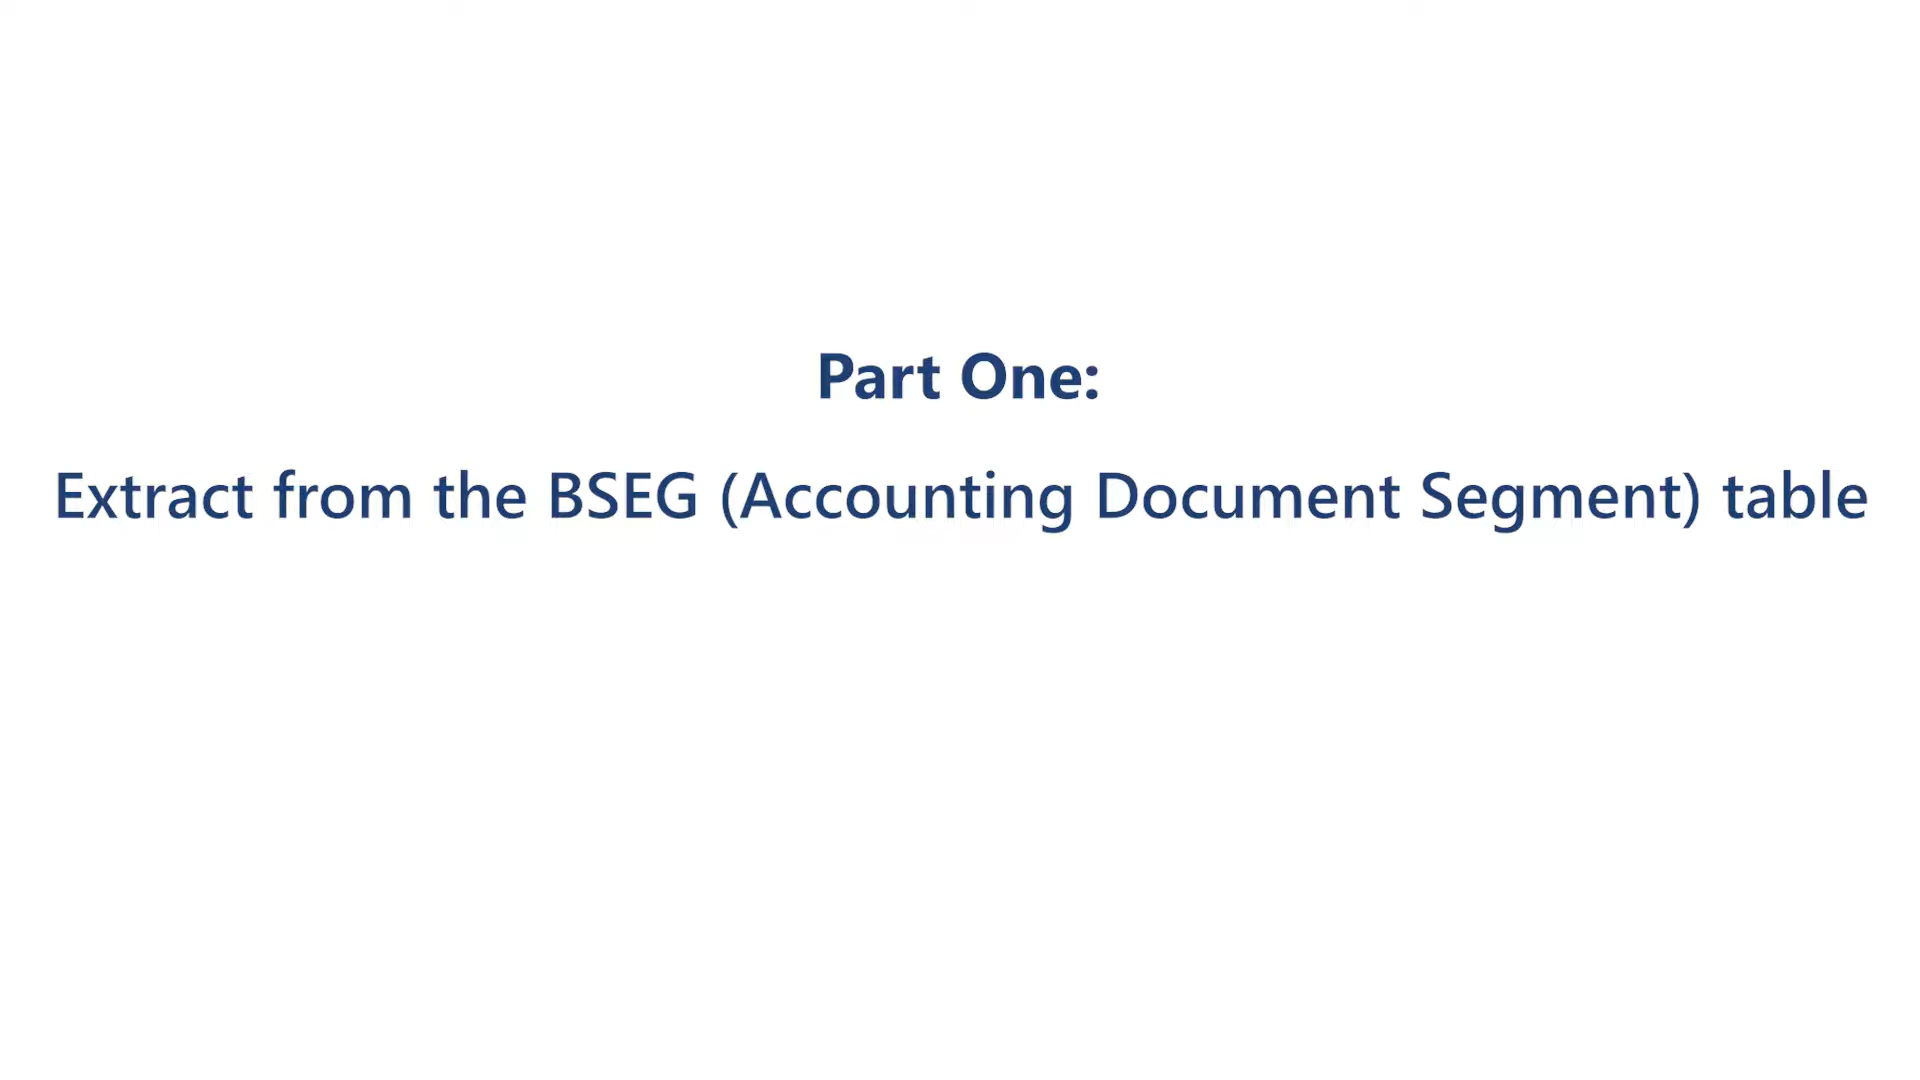 Part One:
Extract from the BSEG (Accounting Document Segment) table